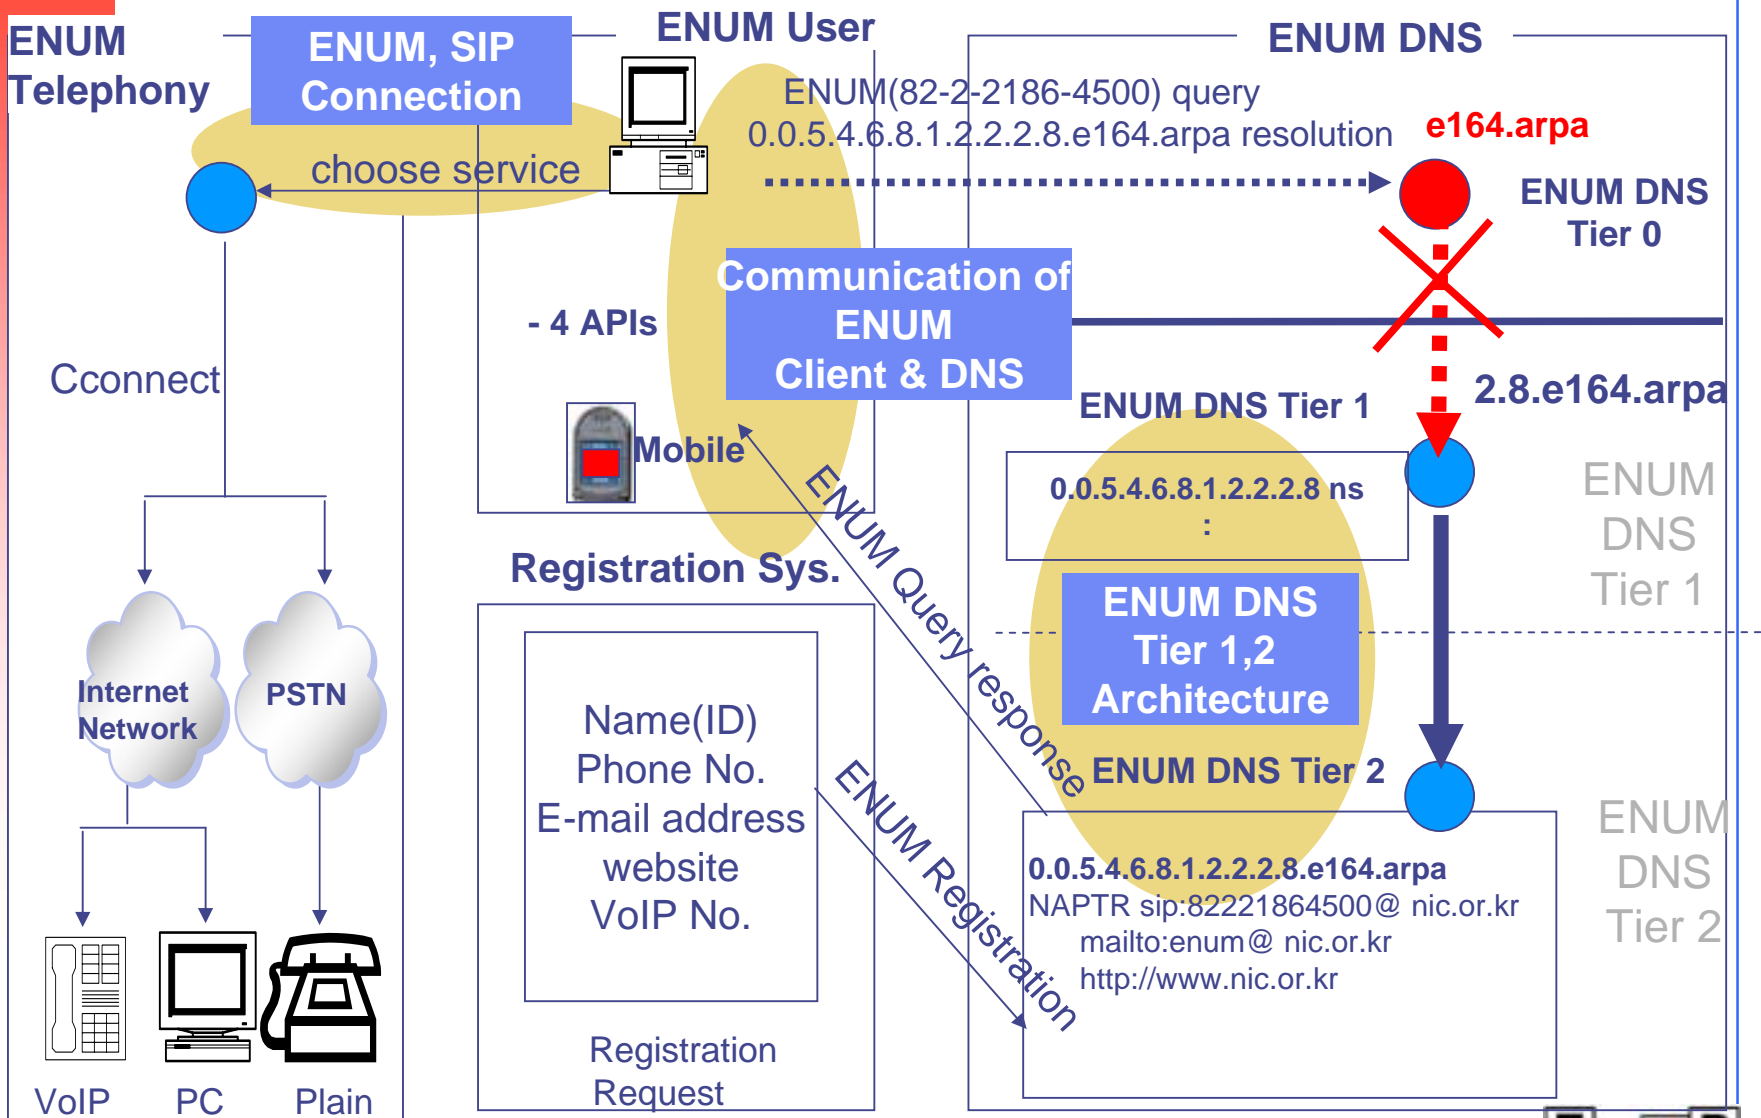 ENUM
Telephony
ENUM, SIP
Connection
ENUM User
ENUM DNS
ENUM(82-2-2186-4500) query
0.0.5.4.6.8.1.2.2.2.8.e164.arpa resolution
e164.arpa
choose service
ENUM DNS
Tier 0
Communication of
ENUM
Client & DNS
- 4 APIs
Cconnect
2.8.e164.arpa
ENUM DNS Tier 1
Mobile
0.0.5.4.6.8.1.2.2.2.8 ns
:
ENUM
DNS
Tier 1
ENUM Query response
Registration Sys.
ENUM DNS
Tier 1,2
Architecture
Internet
Network
PSTN
Name(ID)
Phone No.
E-mail address
website
VoIP No.
ENUM Registration
ENUM DNS Tier 2
ENUM
DNS
Tier 2
0.0.5.4.6.8.1.2.2.2.8.e164.arpa
NAPTR sip:82221864500@ nic.or.kr
mailto:enum@ nic.or.kr
http://www.nic.or.kr
Registration
Request
VoIP
PC
Plain